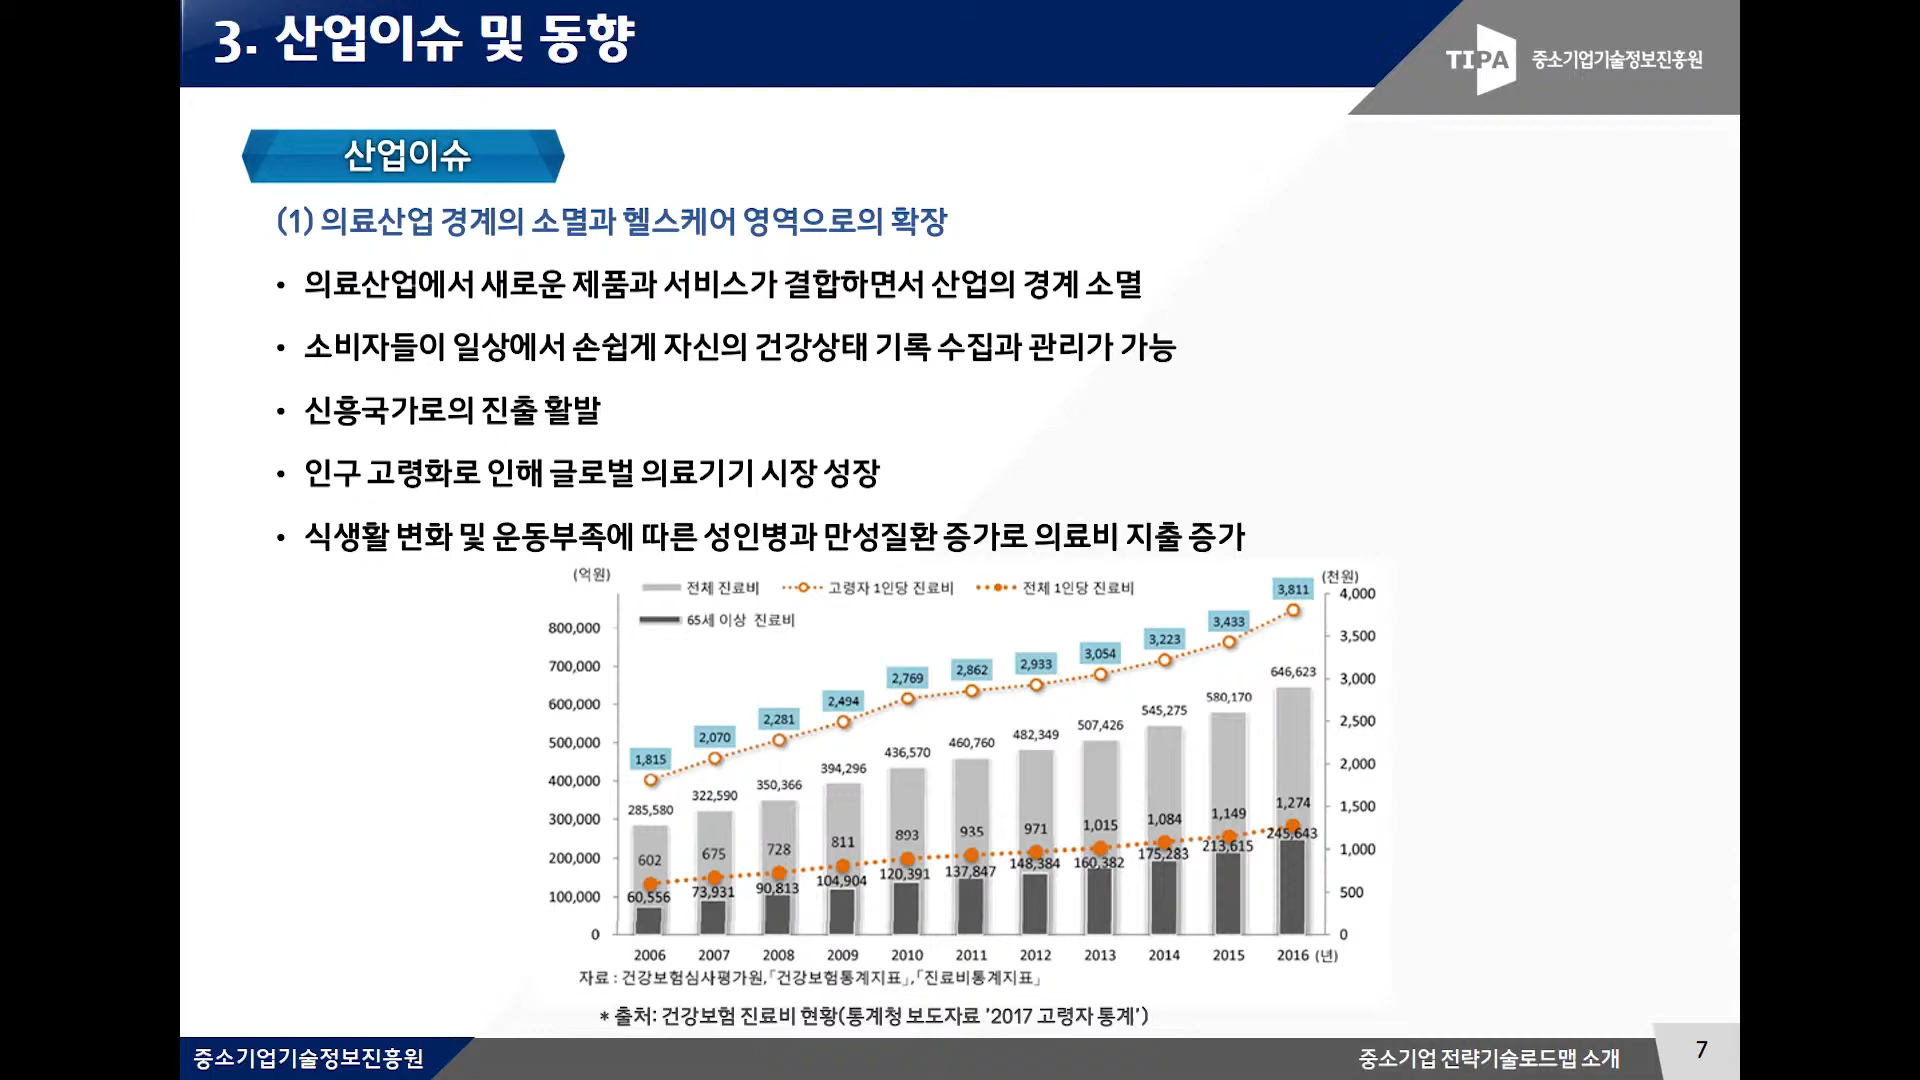 3. 산업이슈 및 동향
TIPA 중소기업기술정보진흥원
산업이슈
(1) 의료산업 경계의 소멸과 헬스케어 영역으로의 확장
• 의료산업에서 새로운 제품과 서비스가 결합하면서 산업의 경계 소멸
• 소비자들이 일상에서 손쉽게 자신의 건강상태 기록 수집과 관리가 가능
• 신흥국가로의 진출 활발
• 인구 고령화로 인해 글로벌 의료기기 시장 성장
• 식생활 변화 및 운동부족에 따른 성인병과 만성질환 증가로 의료비 지출 증가
(억원) (천원)
전체 진료비 고령자 1인당 진료비 전체 1인당 진료비
65세 이상 진료비
800,000
700,000
600,000
500,000
400,000
300,000
200,000
100,000
0
4,000
3,500
3,000
2,500
2,000
1,500
1,000
500
0
1,815 2,070 2,281 2,494 2,769 2,862 2,933 3,054 3,223 3,433 3,811
285,580 322,590 350,366 394,296 436,570 460,760 482,349 507,426 545,275 580,170 646,623
602 675 728 811 893 935 971 1,015 1,084 1,149 1,274
60,556 73,931 90,813 104,904 120,391 137,847 148,384 160,382 175,283 213,615 245,643
2006 2007 2008 2009 2010 2011 2012 2013 2014 2015 2016 (년)
자료 : 건강보험심사평가원,「건강보험통계지표」,「진료비통계지표」
* 출처: 건강보험 진료비 현황(통계청 보도자료 '2017 고령자 통계')
중소기업기술정보진흥원
중소기업 전략기술로드맵 소개
7